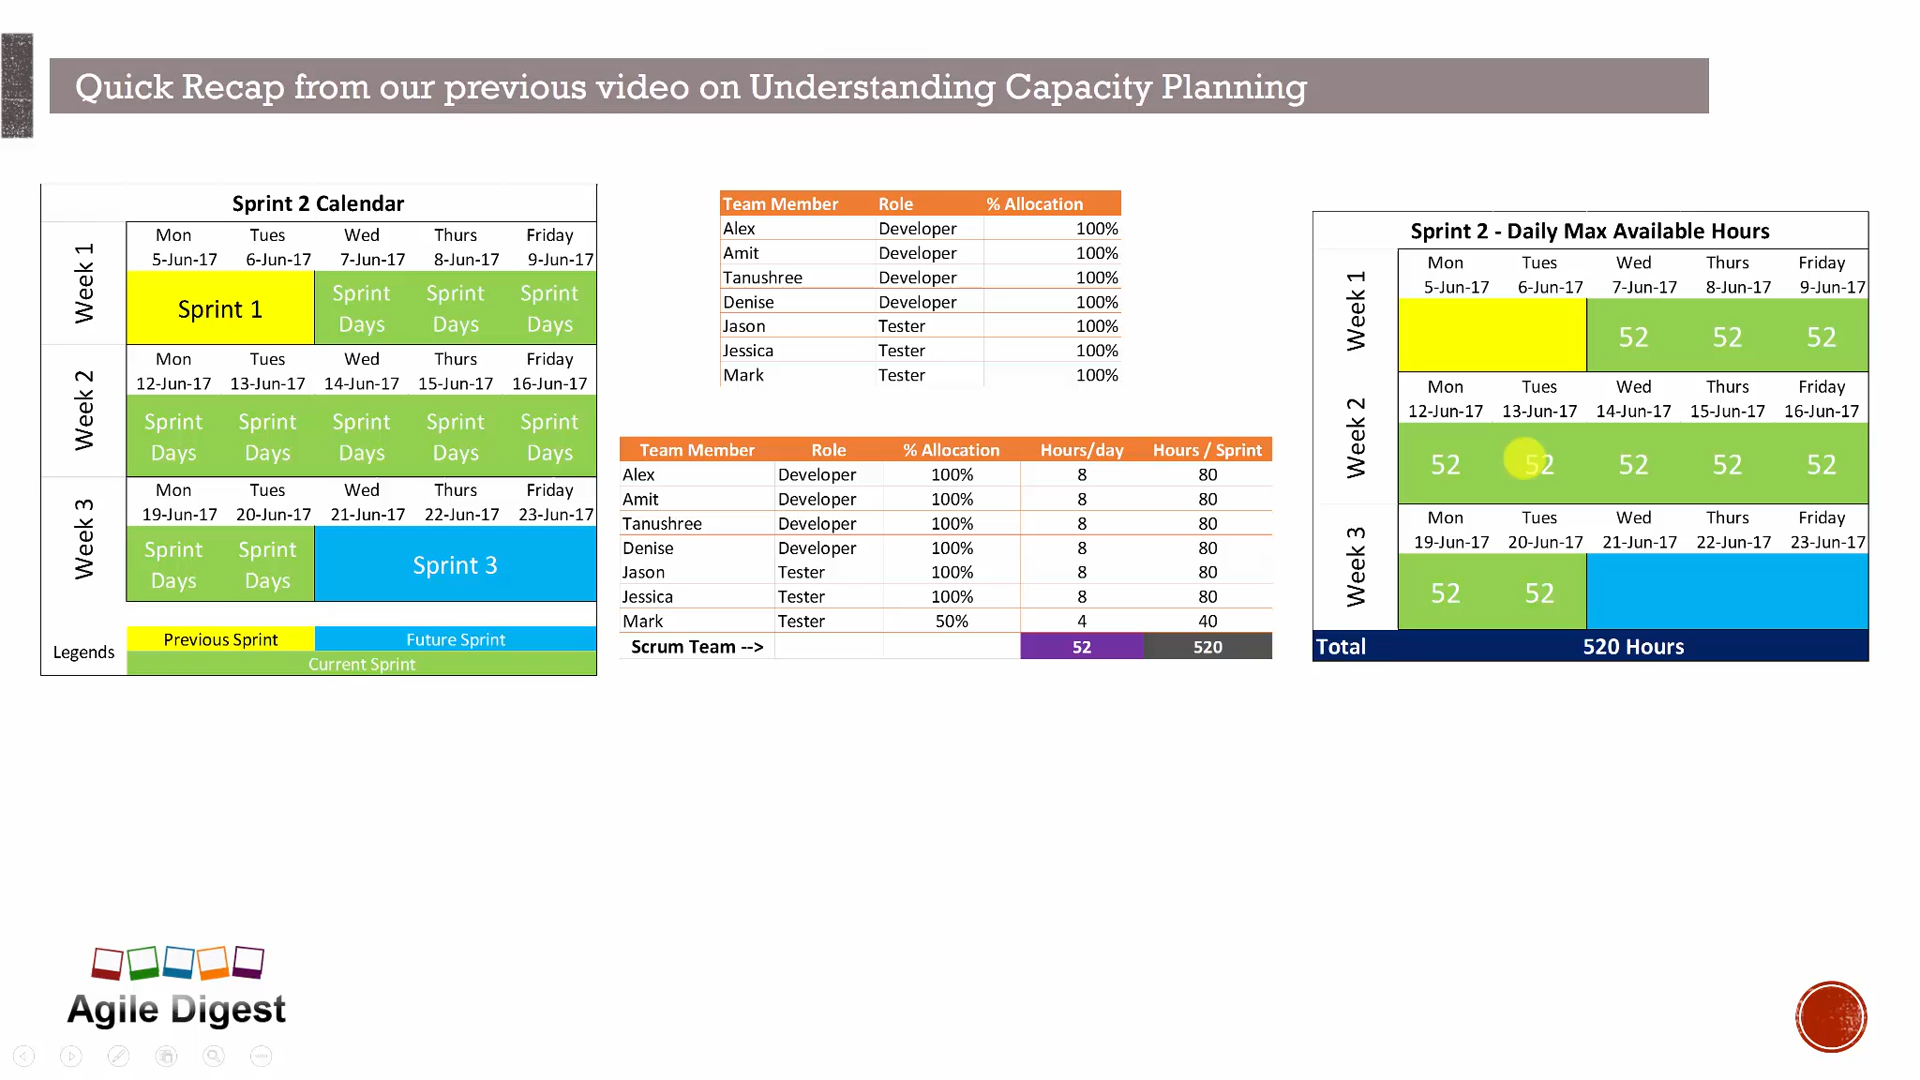 Quick Recap from our previous video on Understanding Capacity Planning
Sprint 2 Calendar
Week 1
Mon Tues Wed Thurs Friday
5-Jun-17 6-Jun-17 7-Jun-17 8-Jun-17 9-Jun-17
Sprint 1 Sprint Sprint Sprint
Days Days Days
Week 2
Mon Tues Wed Thurs Friday
12-Jun-17 13-Jun-17 14-Jun-17 15-Jun-17 16-Jun-17
Sprint Sprint Sprint Sprint Sprint
Days Days Days Days Days
Week 3
Mon Tues Wed Thurs Friday
19-Jun-17 20-Jun-17 21-Jun-17 22-Jun-17 23-Jun-17
Sprint Sprint Sprint 3
Days Days
Legends
Previous Sprint Future Sprint
Current Sprint
Team Member Role % Allocation
Alex Developer 100%
Amit Developer 100%
Tanushree Developer 100%
Denise Developer 100%
Jason Tester 100%
Jessica Tester 100%
Mark Tester 100%
Team Member Role % Allocation Hours/day Hours / Sprint
Alex Developer 100% 8 80
Amit Developer 100% 8 80
Tanushree Developer 100% 8 80
Denise Developer 100% 8 80
Jason Tester 100% 8 80
Jessica Tester 100% 8 80
Mark Tester 50% 4 40
Scrum Team --> 52 520
Sprint 2 - Daily Max Available Hours
Week 1
Mon Tues Wed Thurs Friday
5-Jun-17 6-Jun-17 7-Jun-17 8-Jun-17 9-Jun-17
52 52 52
Week 2
Mon Tues Wed Thurs Friday
12-Jun-17 13-Jun-17 14-Jun-17 15-Jun-17 16-Jun-17
52 52 52 52 52
Week 3
Mon Tues Wed Thurs Friday
19-Jun-17 20-Jun-17 21-Jun-17 22-Jun-17 23-Jun-17
52 52
Total 520 Hours
Agile Digest